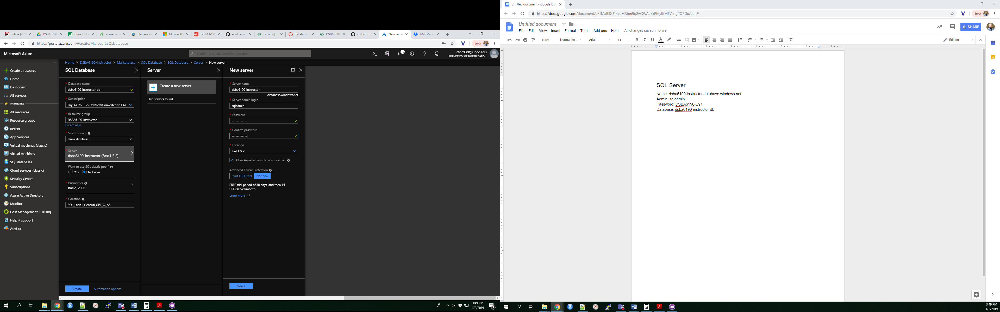 Inbox (269
DSBA 619
Class List -
acmart-ma
Harnessing
Microsoft
DSBA 619
ecoli_amr_
Faculty | m
Syllabus fo
DSBA 619
colbyford/
New serve
AMR-MS-
https://portal.azure.com/#create/Microsoft.SQLDatabase
Error
Microsoft Azure
Search resources, services, and docs
10
cford38@uncc.edu
UNIVERSITY OF NORTH CARO...
Home > DSBA6190-Instructor > Marketplace > SQL Database > SQL Database > Server > New server
Create a resource
Home
Dashboard
All services
FAVORITES
All resources
Resource groups
Recent
App Services
Virtual machines (classic)
Virtual machines
SQL databases
Cloud services (classic)
Security Center
Subscriptions
Azure Active Directory
Monitor
Cost Management + Billing
Help + support
Advisor
SQL Database
* Database name
dsba6190-instructor-db
* Subscription
Pay-As-You-Go Dev/Test(Converted to EA)
* Resource group
DSBA6190-Instructor
Create new
* Select source
Blank database
Server
dsba6190-instructor (East US 2)
Want to use SQL elastic pool?
Yes Not now
* Pricing tier
Basic, 2 GB
* Collation
SQL_Latin1_General_CP1_CI_AS
Create
Automation options
Server
Create a new server
No servers found
New server
* Server name
dsba6190-instructor
.database.windows.net
* Server admin login
sqladmin
* Password
••••••••••••
* Confirm password
••••••••••••
* Location
East US 2
Allow Azure services to access server
Advanced Threat Protection
Start FREE Trial Not now
FREE trial period of 30 days, and then 15
USD/server/month.
Learn more
Select
3:49 PM
1/2/2019
Untitled document - Google Doc
https://docs.google.com/document/d/1MaB8XJ14ceMRbm9q2wXWAekkPMylftMFVn_ljffQPGo/edit#
Error
Untitled document
File Edit View Insert Format Tools Add-ons Help All changes saved in Drive
SHARE
100% Normal text Arial 11 B I U A Editing
SQL Server
Name: dsba6190-instructor.database.windows.net
Admin: sqladmin
Password: DSBA6190-U91
Database: dsba6190-instructor-db
3:49 PM
1/2/2019